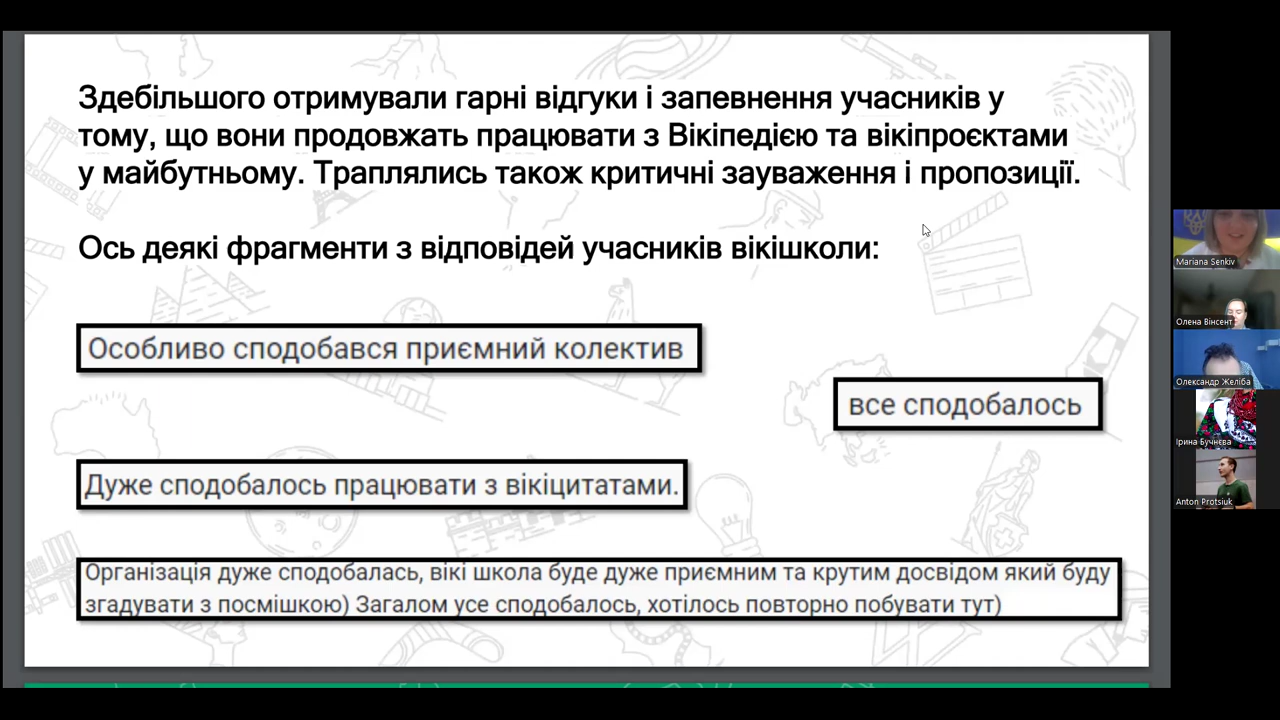 Здебільшого отримували гарні відгуки і запевнення учасників у
тому, що вони продовжать працювати з Вікіпедією та вікіпроєктами
у майбутньому. Траплялись також критичні зауваження і пропозиції.
Ось деякі фрагменти з відповідей учасників вікішколи:
Особливо сподобався приємний колектив
все сподобалось
Дуже сподобалось працювати з вікіцитатами.
Організація дуже сподобалась, вікі школа буде дуже приємним та крутим досвідом який буду
згадувати з посмішкою) Загалом усе сподобалось, хотілось повторно побувати тут)
Mariana Senkiv
Олена Вінсент
Олександр Желіба
Ірина Бучнєва
Anton Protsiuk